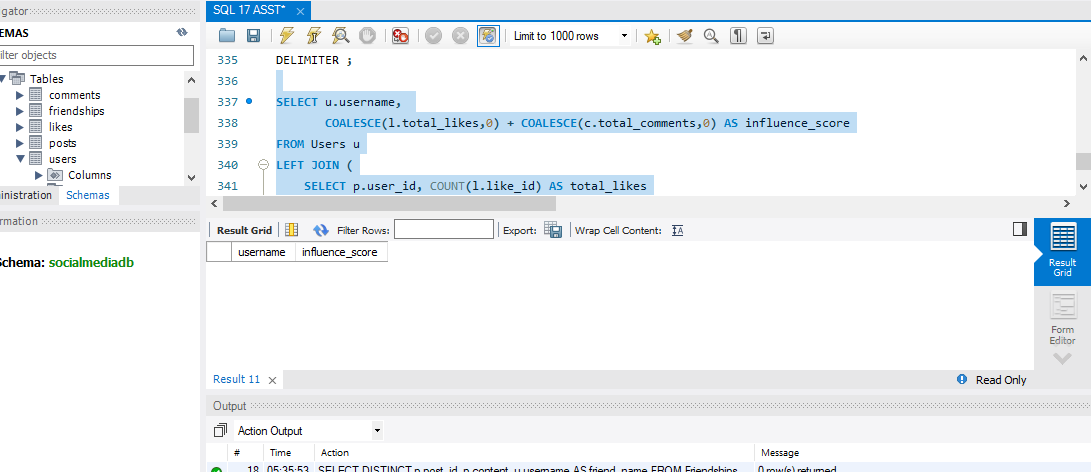 igator
SQL 17 ASST*
EMAS
ilter objects
Tables
comments
friendships
likes
posts
users
Columns
ninistration Schemas
rmation
Schema: socialmediadb
Limit to 1000 rows
335 DELIMITER ;
336
337 SELECT u.username,
338 COALESCE(l.total_likes,0) + COALESCE(c.total_comments,0) AS influence_score
339 FROM Users u
340 LEFT JOIN (
341 SELECT p.user_id, COUNT(l.like_id) AS total_likes
Result Grid Filter Rows: Export: Wrap Cell Content:
username influence_score
Result Grid
Form Editor
Result 11 Read Only
Output
Action Output
# Time Action Message
18 05:35:53 SELECT DISTINCT p.post_id, p.content, u.username AS friend_name FROM Friendships 0 row(s) returned